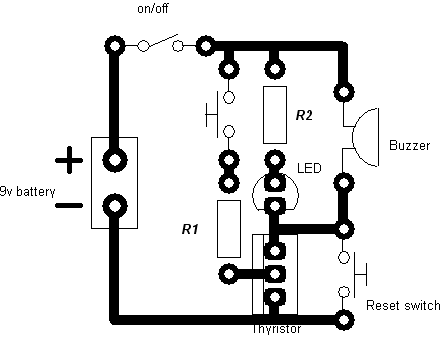 on/off
R2
Buzzer
LED
9v battery
R1
Reset switch
Thyristor